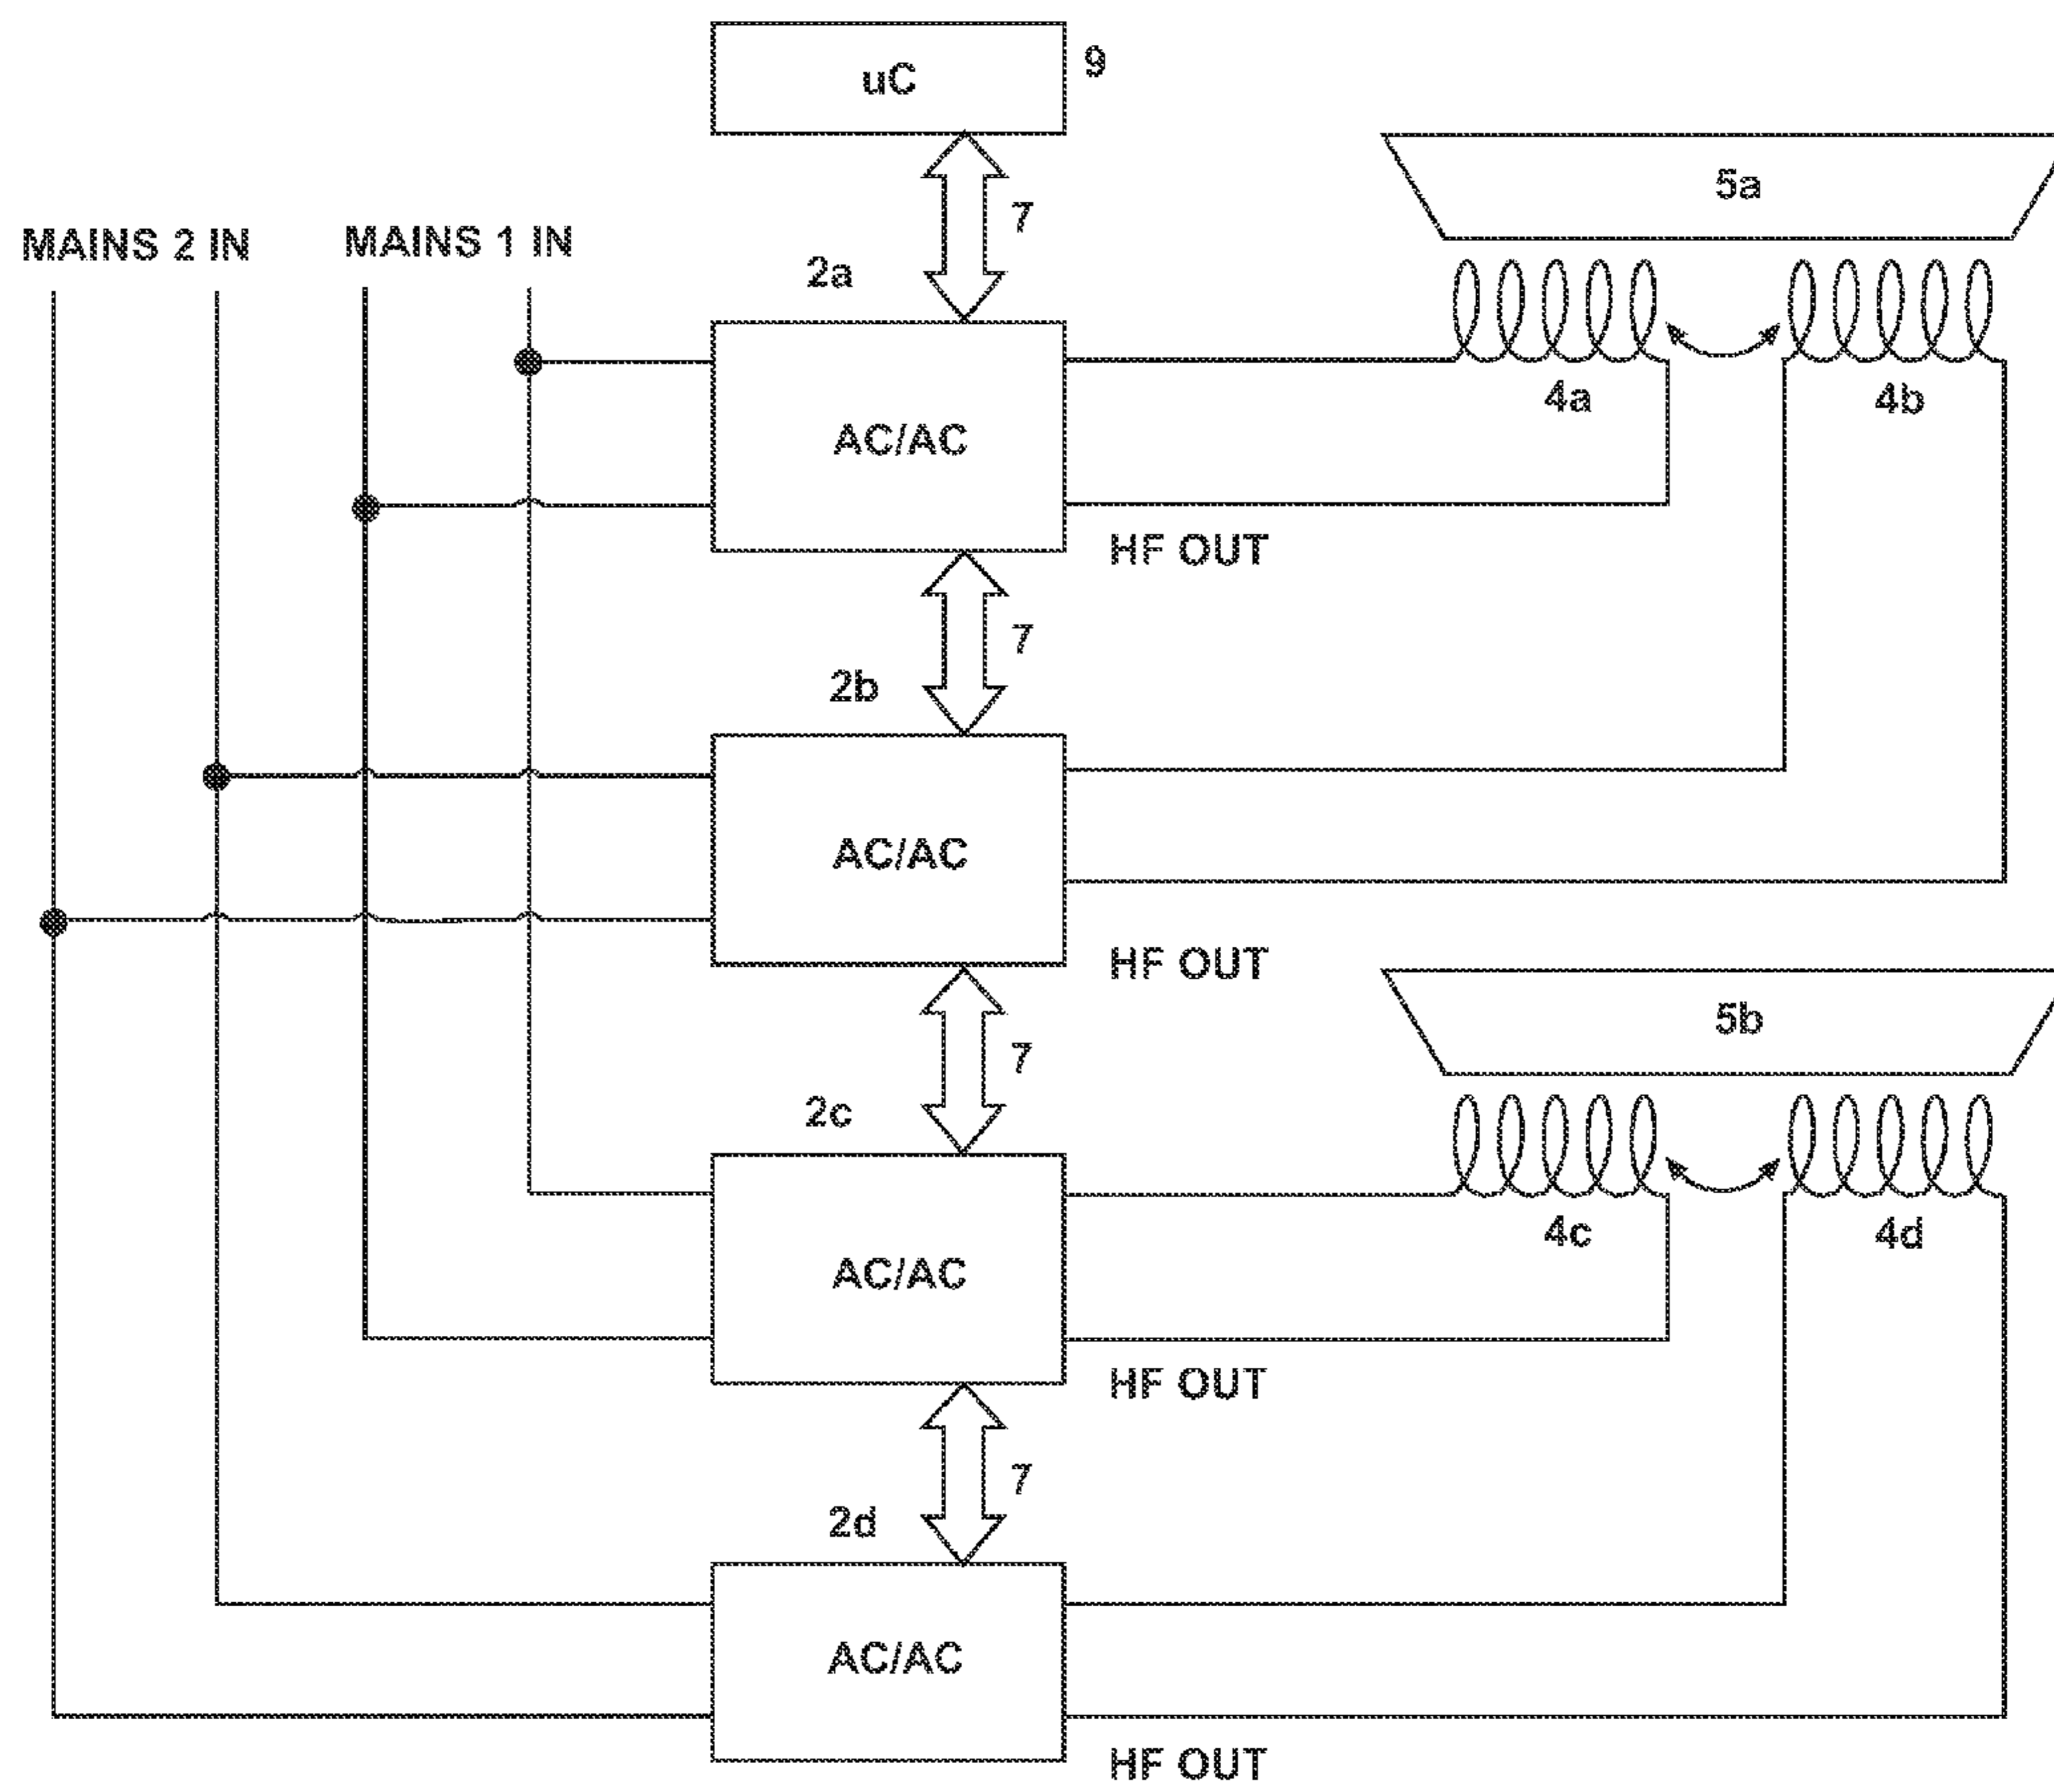 uC
9
5a
7
MAINS 2 IN
MAINS 1 IN
2a
4a
4b
AC/AC
HF OUT
7
2b
AC/AC
HF OUT
5b
7
2c
4c
4d
AC/AC
HF OUT
7
2d
AC/AC
HF OUT